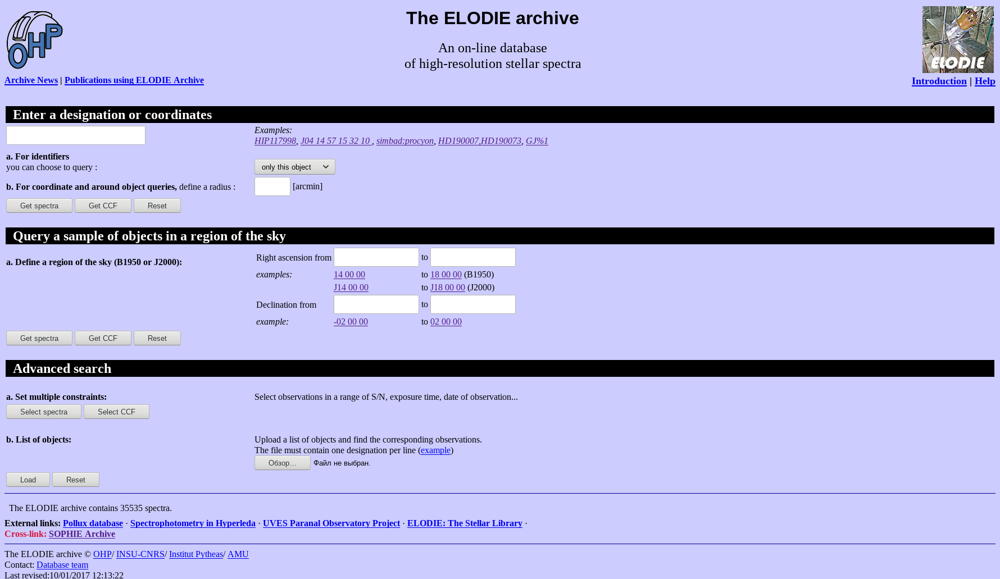 OHP
The ELODIE archive
An on-line database
of high-resolution stellar spectra
ELODIE
Archive News | Publications using ELODIE Archive
Introduction | Help
Enter a designation or coordinates
Examples:
HIP117998, J04 14 57 15 32 10 , simbad:procyon, HD190007,HD190073, GJ%1
a. For identifiers
you can choose to query :
only this object
b. For coordinate and around object queries, define a radius :
[arcmin]
Get spectra Get CCF Reset
Query a sample of objects in a region of the sky
a. Define a region of the sky (B1950 or J2000):
Right ascension from to
examples: 14 00 00 to 18 00 00 (B1950)
J14 00 00 to J18 00 00 (J2000)
Declination from to
example: -02 00 00 to 02 00 00
Get spectra Get CCF Reset
Advanced search
a. Set multiple constraints:
Select observations in a range of S/N, exposure time, date of observation...
Select spectra Select CCF
b. List of objects:
Upload a list of objects and find the corresponding observations.
The file must contain one designation per line (example)
Обзор… Файл не выбран.
Load Reset
The ELODIE archive contains 35535 spectra.
External links: Pollux database · Spectrophotometry in Hyperleda · UVES Paranal Observatory Project · ELODIE: The Stellar Library ·
Cross-link: SOPHIE Archive
The ELODIE archive © OHP/ INSU-CNRS/ Institut Pytheas/ AMU
Contact: Database team
Last revised:10/01/2017 12:13:22